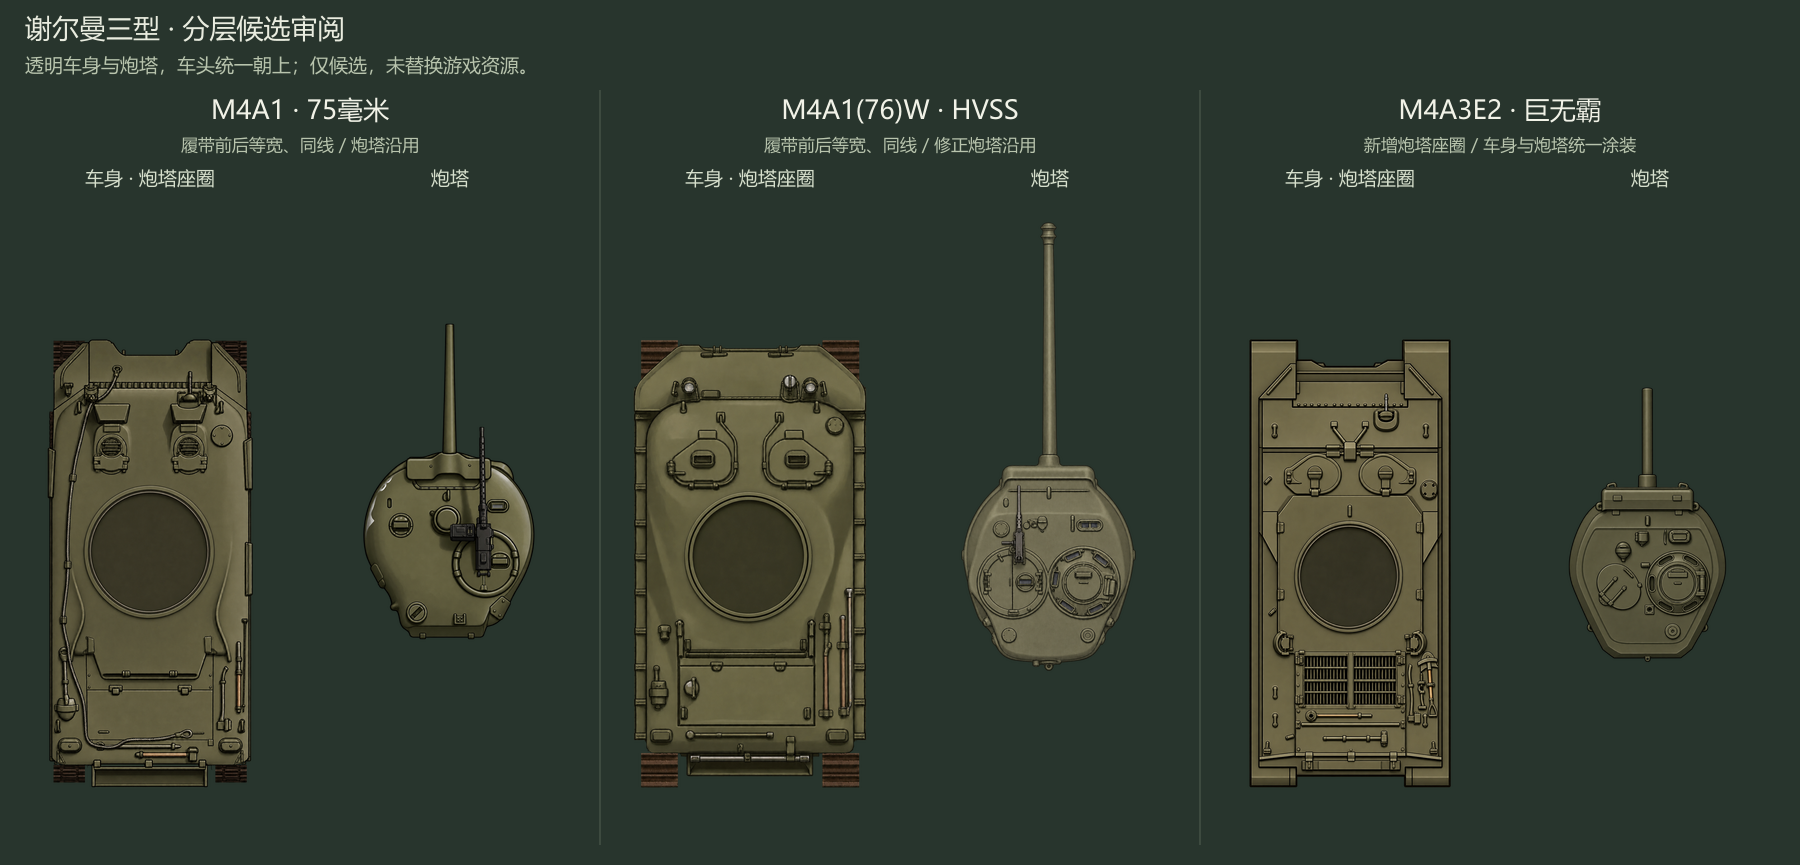 谢尔曼三型 · 分层候选审阅
透明车身与炮塔，车头统一朝上；仅候选，未替换游戏资源。
M4A1 · 75毫米
履带前后等宽、同线 / 炮塔沿用
车身 · 炮塔座圈
炮塔
M4A1(76)W · HVSS
履带前后等宽、同线 / 修正炮塔沿用
车身 · 炮塔座圈
炮塔
M4A3E2 · 巨无霸
新增炮塔座圈 / 车身与炮塔统一涂装
车身 · 炮塔座圈
炮塔